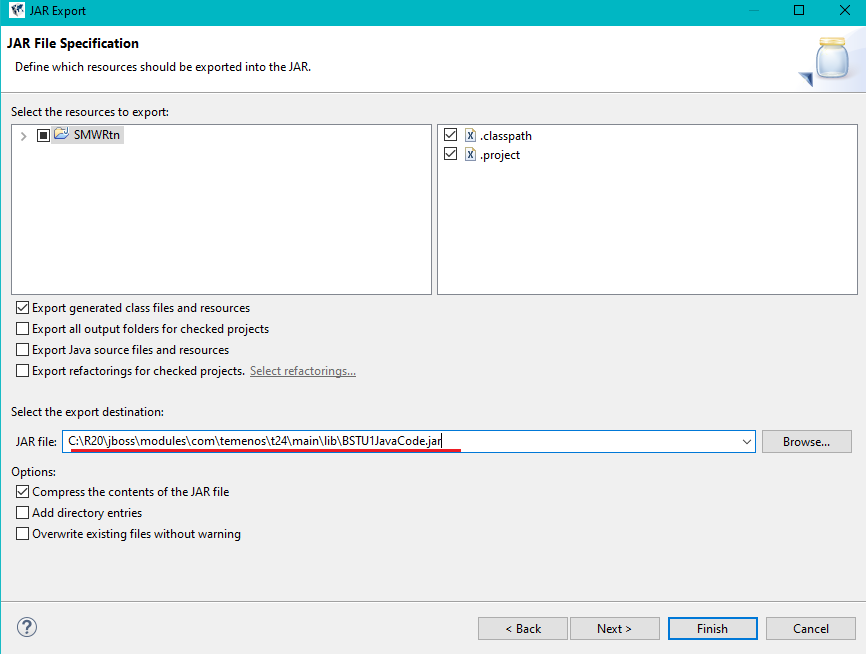 JAR Export
JAR File Specification
Define which resources should be exported into the JAR.
Select the resources to export:
SMWRtn
.classpath
.project
Export generated class files and resources
Export all output folders for checked projects
Export Java source files and resources
Export refactorings for checked projects. Select refactorings...
Select the export destination:
JAR file: C:\R20\jboss\modules\com\temenos\t24\main\lib\BSTU1JavaCode.jar Browse...
Options:
Compress the contents of the JAR file
Add directory entries
Overwrite existing files without warning
? < Back Next > Finish Cancel